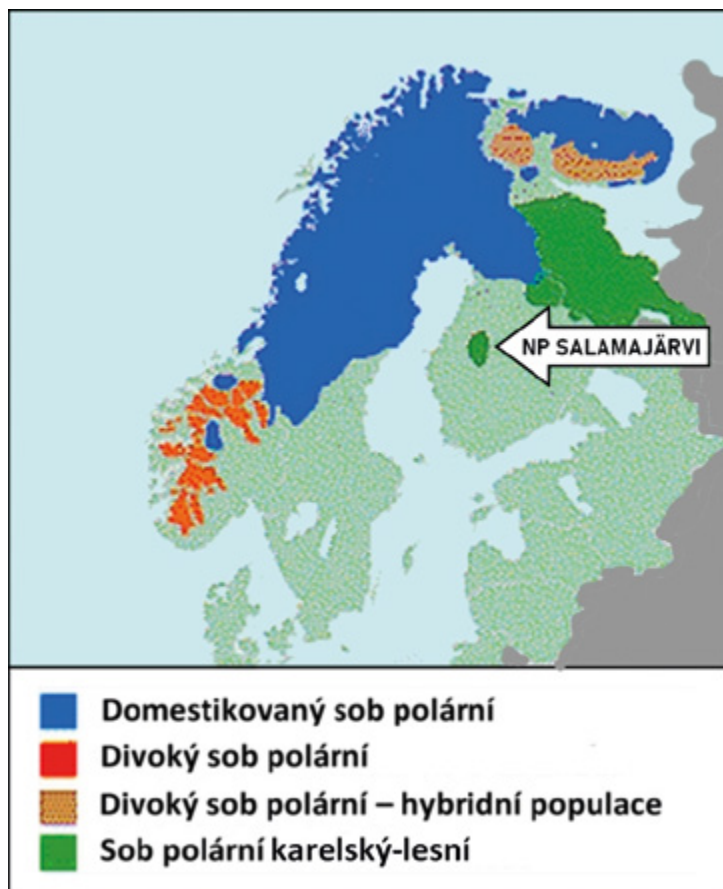 NP SALAMAJÄRVI
Domestikovaný sob polární
Divoký sob polární
Divoký sob polární – hybridní populace
Sob polární karelský-lesní